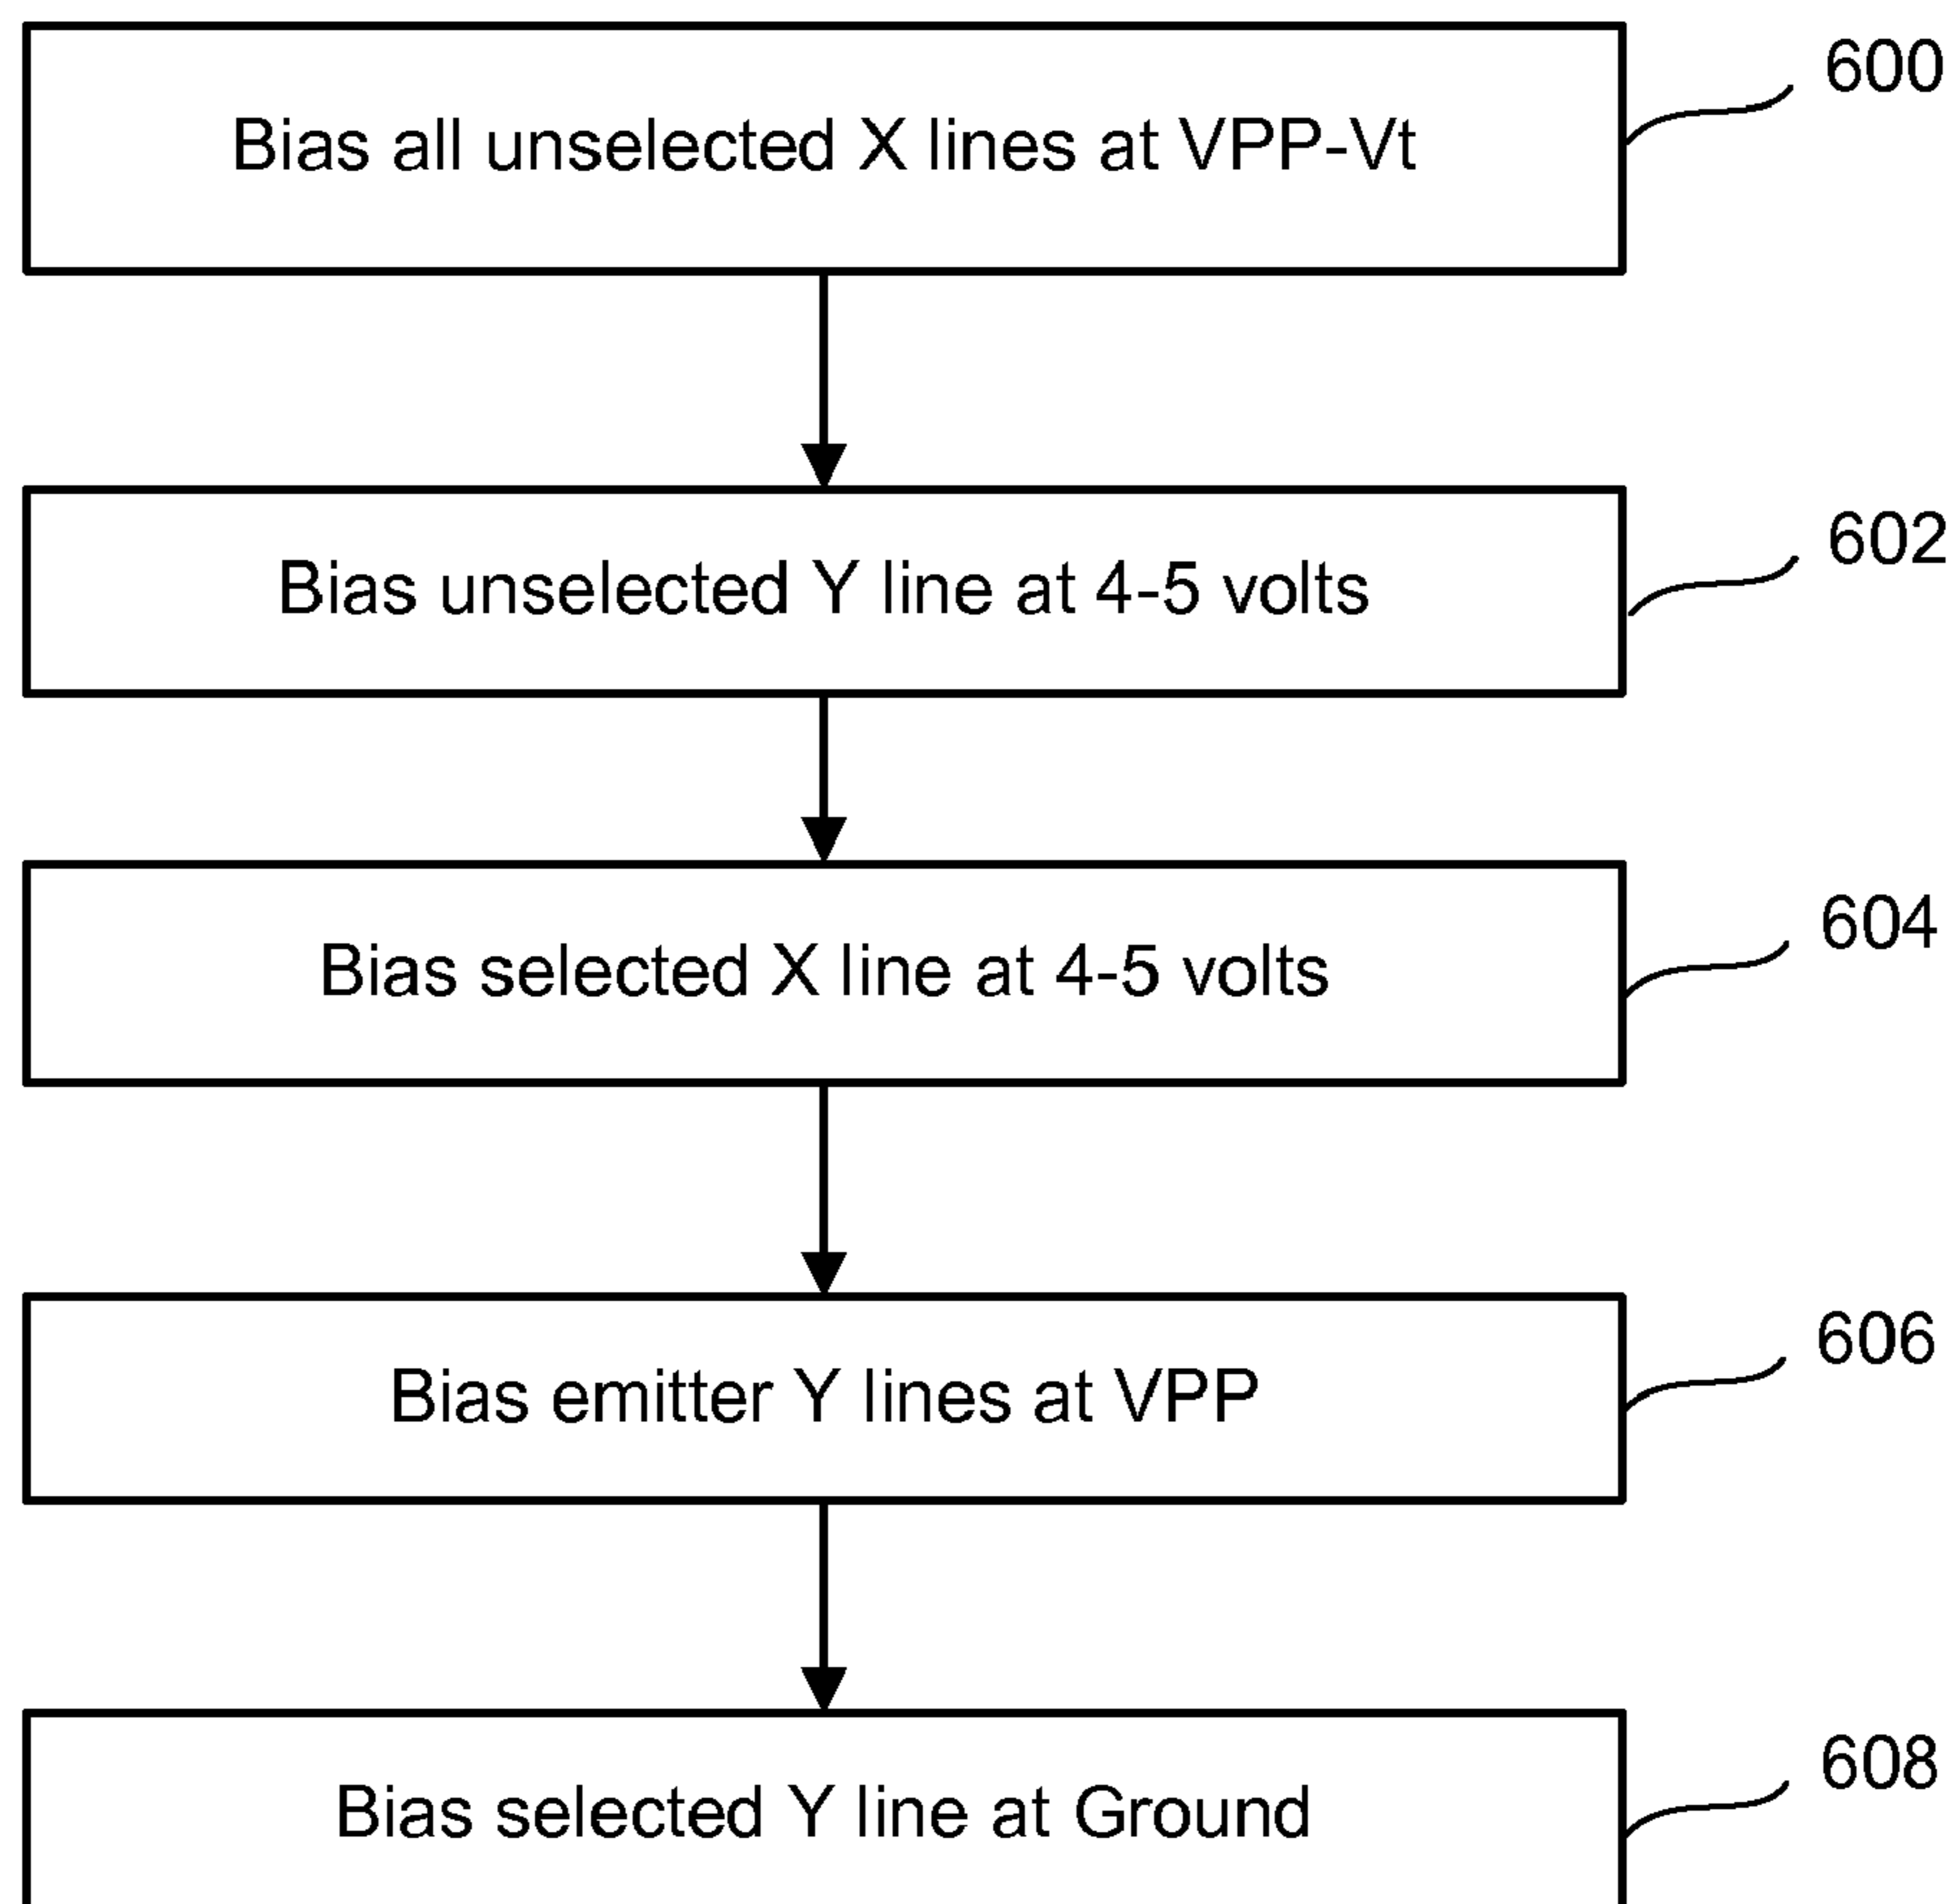 600
Bias all unselected X lines at VPP-Vt
602
Bias unselected Y line at 4-5 volts
604
Bias selected X line at 4-5 volts
606
Bias emitter Y lines at VPP
608
Bias selected Y line at Ground